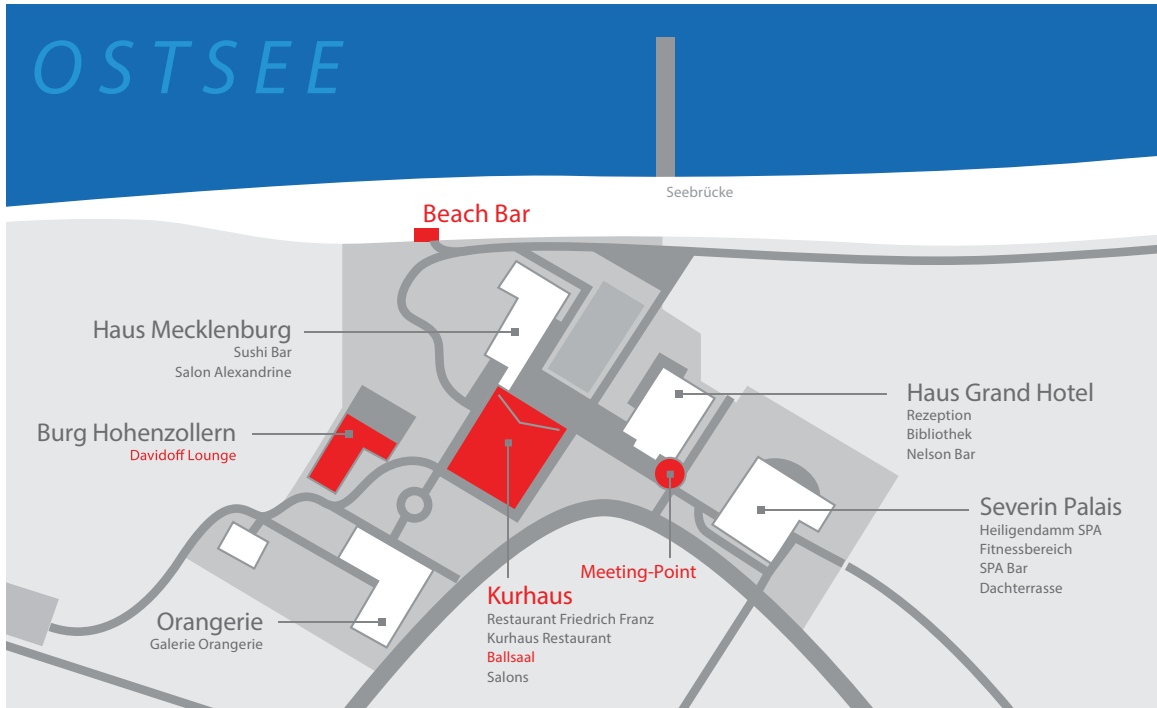 OSTSEE
Seebrücke
Beach Bar
Haus Mecklenburg
Sushi Bar
Salon Alexandrine
Burg Hohenzollern
Davidoff Lounge
Haus Grand Hotel
Rezeption
Bibliothek
Nelson Bar
Severin Palais
Heiligendamm SPA
Fitnessbereich
SPA Bar
Dachterrasse
Meeting-Point
Kurhaus
Restaurant Friedrich Franz
Kurhaus Restaurant
Ballsaal
Salons
Orangerie
Galerie Orangerie